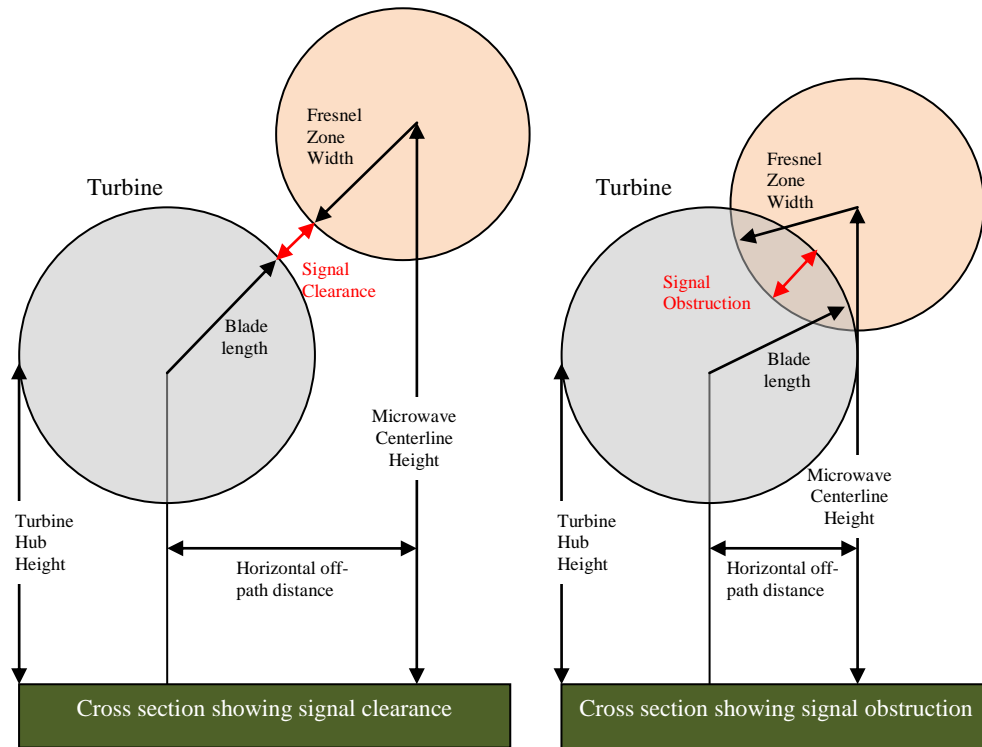 Fresnel
Zone
Width
Turbine
Signal
Clearance
Blade
length
Microwave
Centerline
Height
Turbine
Hub
Height
Horizontal off-
path distance
Cross section showing signal clearance
Fresnel
Zone
Width
Turbine
Signal
Obstruction
Blade
length
Microwave
Centerline
Height
Turbine
Hub
Height
Horizontal off-
path distance
Cross section showing signal obstruction